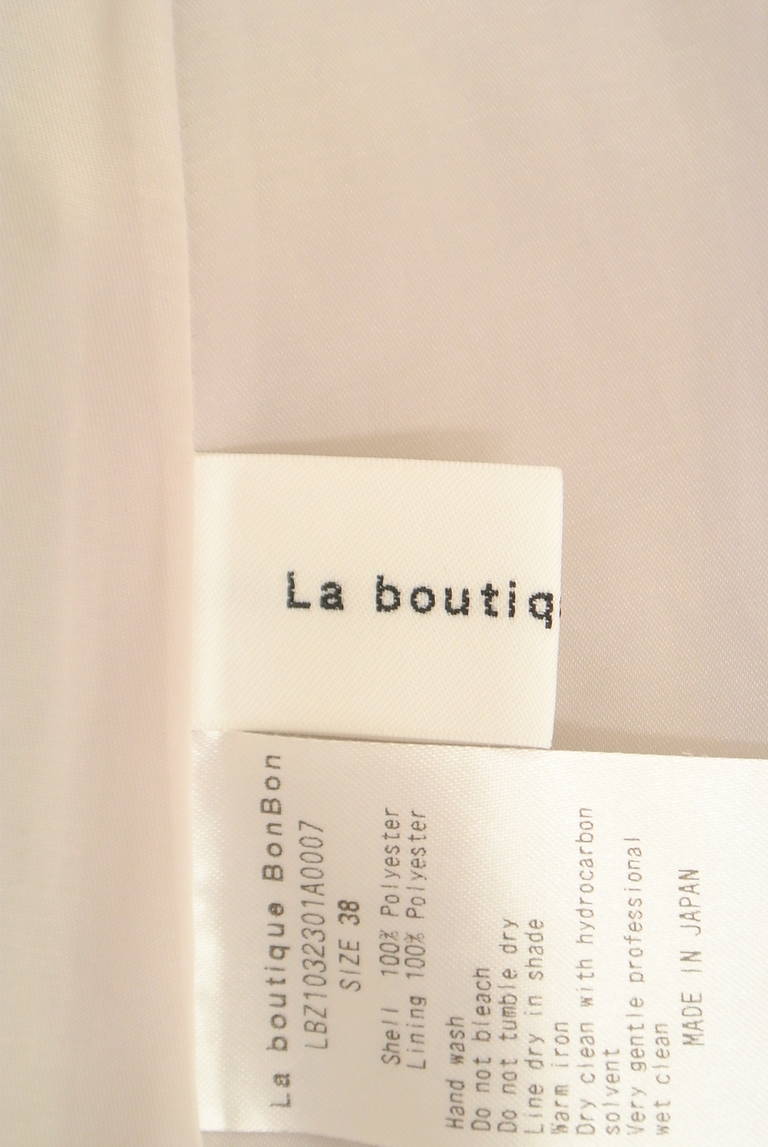 La boutiq
La boutique BonBon
LBZ1032301A0007
SIZE 38
Shell 100% Polyester
Lining 100% Polyester
Hand wash
Do not bleach
Do not tumble dry
Line dry in shade
Warm iron
Dry clean with hydrocarbon
solvent
Very gentle professional
wet clean
MADE IN JAPAN